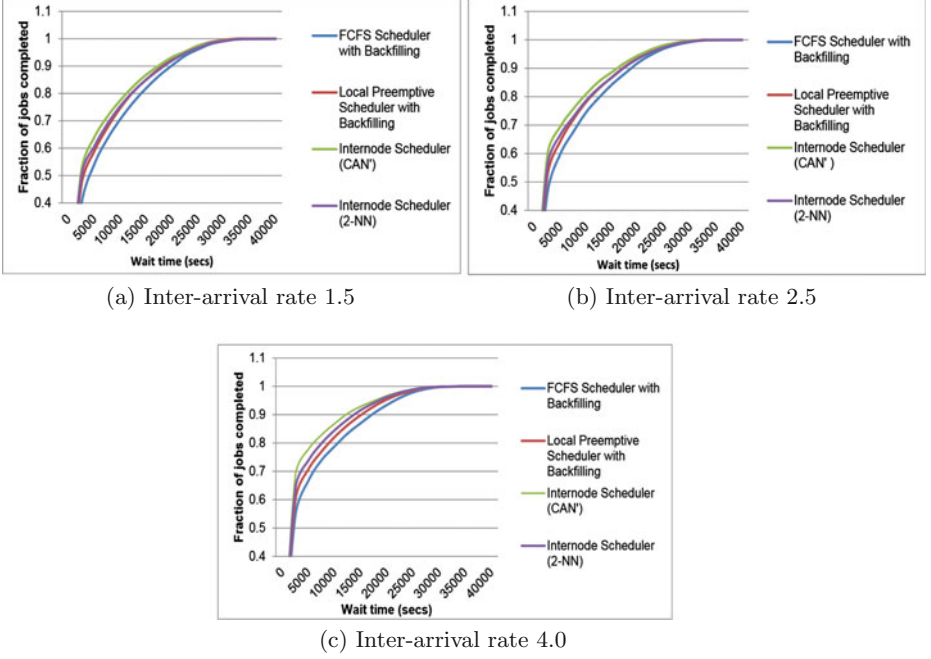 1.1
1
0.9
0.8
0.7
0.6
0.5
0.4
Fraction of jobs completed
0
5000
10000
15000
20000
25000
30000
35000
40000
Wait time (secs)
FCFS Scheduler
with Backfilling
Local Preemptive
Scheduler with
Backfilling
Internode Scheduler
(CAN')
Internode Scheduler
(2-NN)
(a) Inter-arrival rate 1.5
1.1
1
0.9
0.8
0.7
0.6
0.5
0.4
Fraction of jobs completed
0
5000
10000
15000
20000
25000
30000
35000
40000
Wait time (secs)
FCFS Scheduler with
Backfilling
Local Preemptive
Scheduler with
Backfilling
Internode Scheduler
(CAN' )
Internode Scheduler
(2-NN)
(b) Inter-arrival rate 2.5
1.1
1
0.9
0.8
0.7
0.6
0.5
0.4
Fraction of jobs completed
0
5000
10000
15000
20000
25000
30000
35000
40000
Wait time (secs)
FCFS Scheduler with
Backfilling
Local Preemptive
Scheduler with
Backfilling
Internode Scheduler
(CAN')
Internode Scheduler
(2-NN)
(c) Inter-arrival rate 4.0